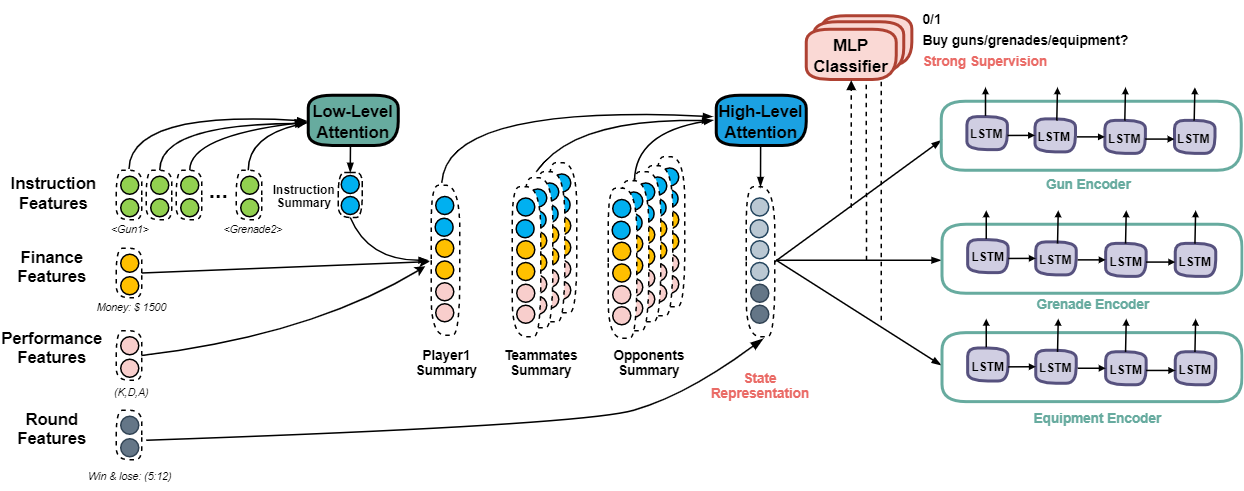 0/1
Buy guns/grenades/equipment?
Strong Supervision
MLP
Classifier
Low-Level
Attention
High-Level
Attention
Instruction
Features
...
<Gun1>
<Grenade2>
Instruction
Summary
Finance
Features
Money: $ 1500
Performance
Features
(K,D,A)
Round
Features
Win & lose: (5:12)
Player1
Summary
Teammates
Summary
Opponents
Summary
State
Representation
LSTM
LSTM
LSTM
LSTM
Gun Encoder
LSTM
LSTM
LSTM
LSTM
Grenade Encoder
LSTM
LSTM
LSTM
LSTM
Equipment Encoder